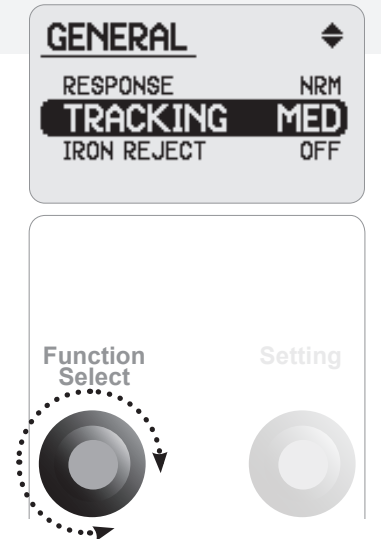 GENERAL
RESPONSE NRM
TRACKING MED
IRON REJECT OFF
Function
Select
Setting